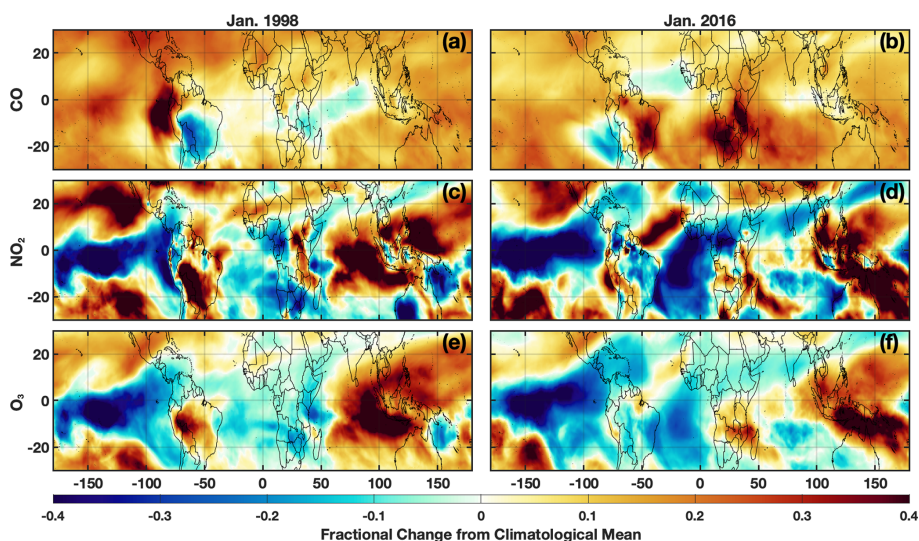 Jan. 1998 Jan. 2016
(a) (b)
CO
20
0
-20
(c) (d)
NO₂
20
0
-20
(e) (f)
O₃
20
0
-20
-150 -100 -50 0 50 100 150 -150 -100 -50 0 50 100 150
-0.4 -0.3 -0.2 -0.1 0 0.1 0.2 0.3 0.4
Fractional Change from Climatological Mean